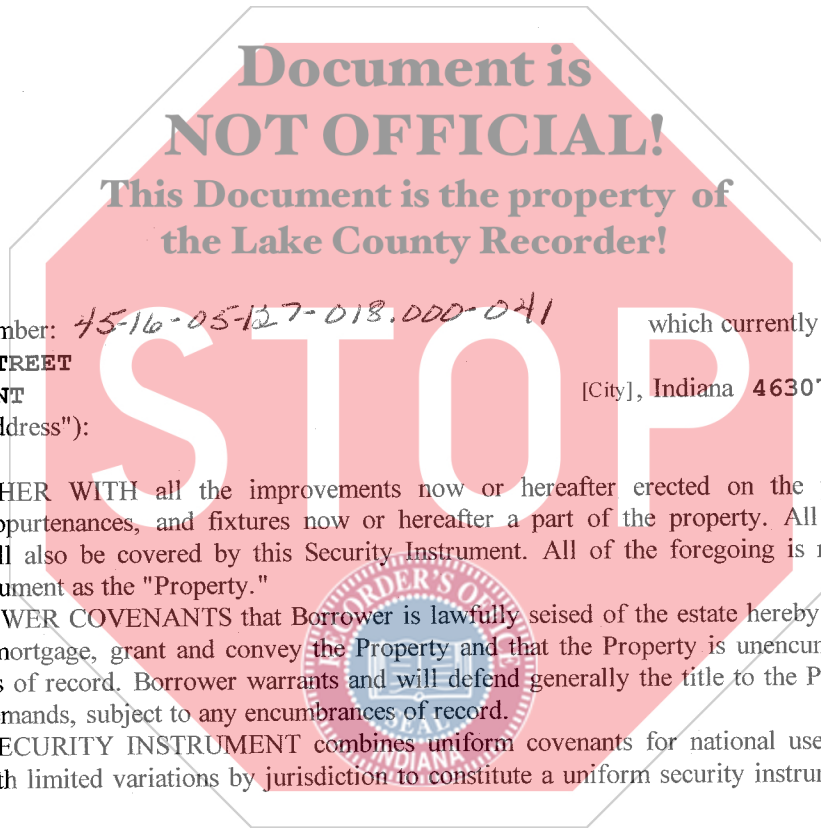 Document is
NOT OFFICIAL!
This Document is the property of
the Lake County Recorder!
STOP
mber: 45-16-05-127-018.000-041 which currently
TREET
NT [City], Indiana 46307
ddress"):
HER WITH all the improvements now or hereafter erected on the
ppurtenances, and fixtures now or hereafter a part of the property. All
ll also be covered by this Security Instrument. All of the foregoing is r
ument as the "Property."
WER COVENANTS that Borrower is lawfully seised of the estate hereby
mortgage, grant and convey the Property and that the Property is unencum
s of record. Borrower warrants and will defend generally the title to the P
mands, subject to any encumbrances of record.
ECURITY INSTRUMENT combines uniform covenants for national use
th limited variations by jurisdiction to constitute a uniform security instrum
RECORDER'S OFFICE
SEAL
INDIANA